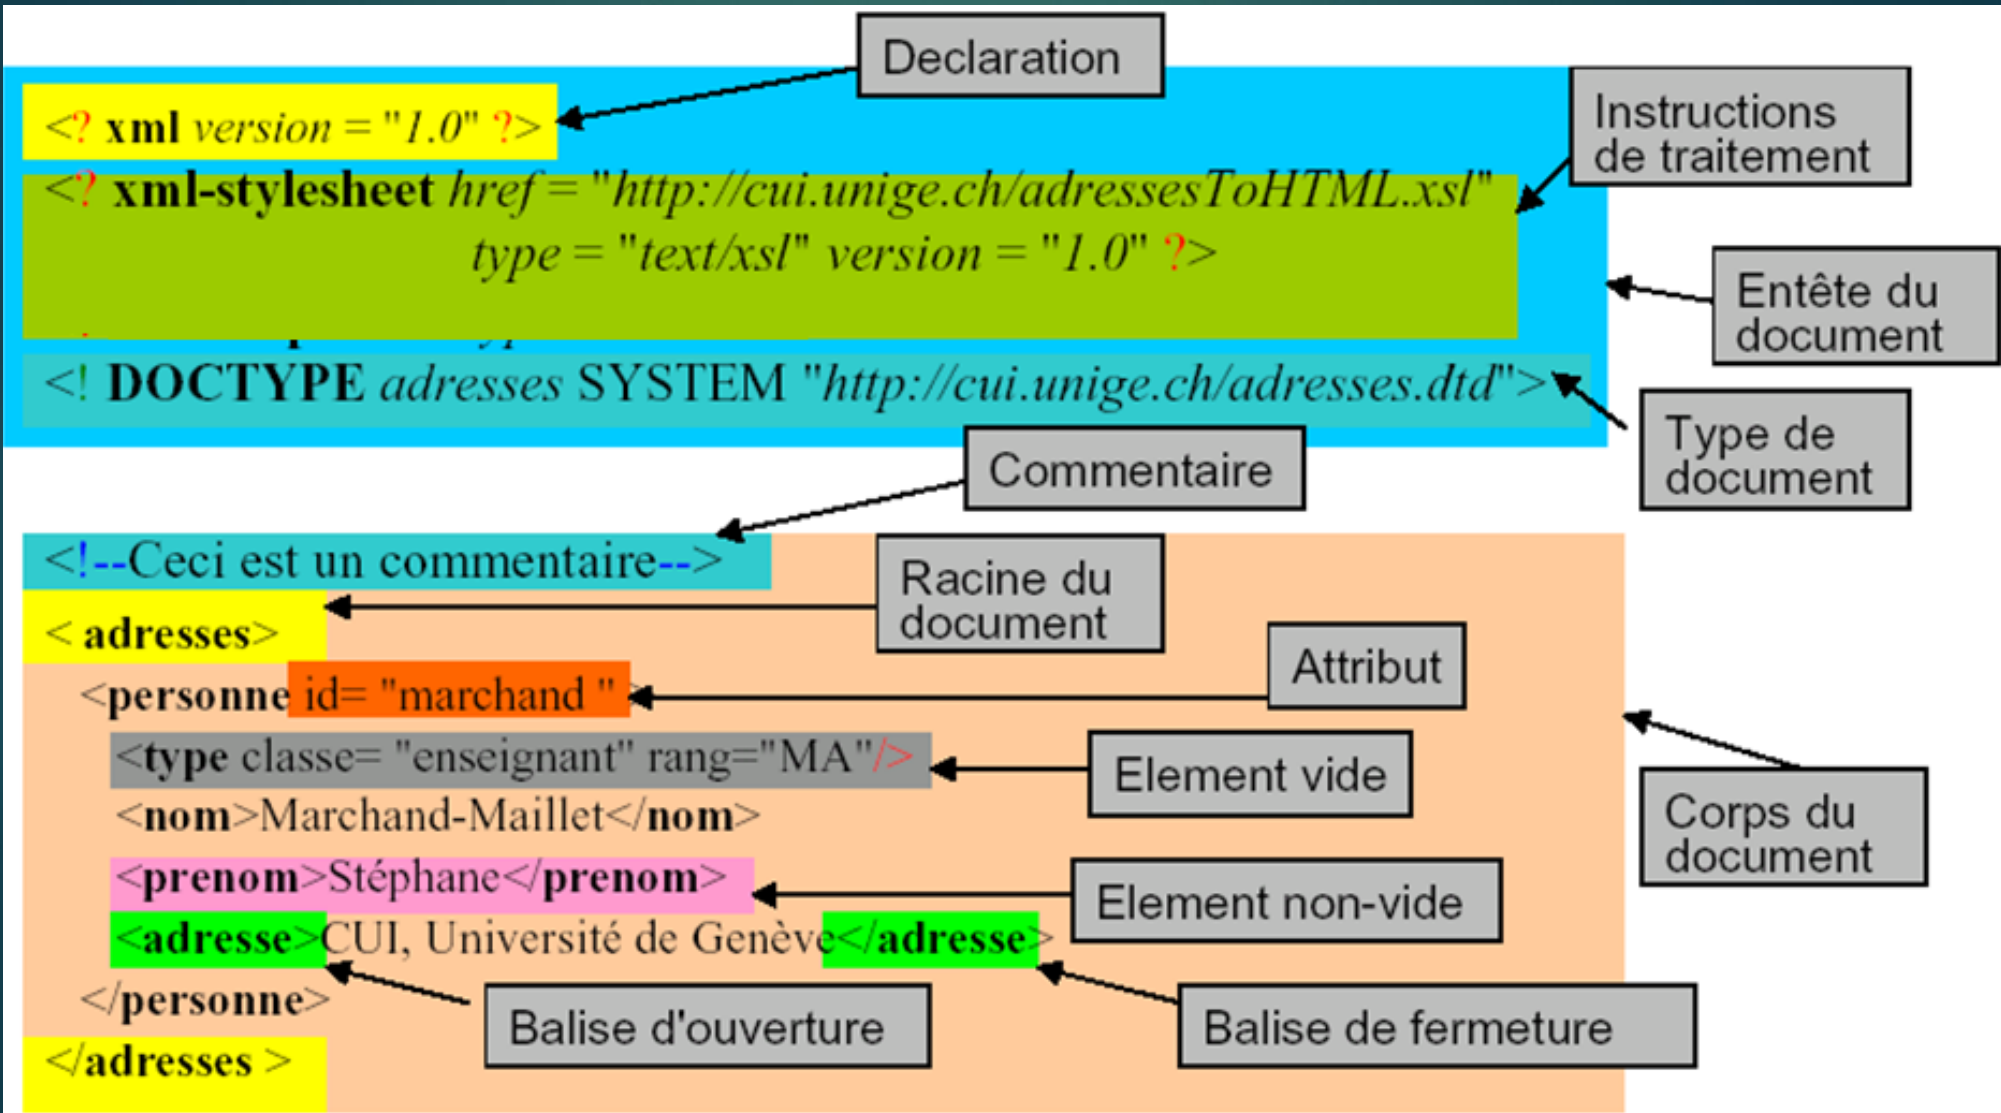 Declaration
<? xml version = "1.0" ?>
Instructions
de traitement
<? xml-stylesheet href = "http://cui.unige.ch/adressesToHTML.xsl"
type = "text/xsl" version = "1.0" ?>
Entête du
document
<! DOCTYPE adresses SYSTEM "http://cui.unige.ch/adresses.dtd">
Type de
document
Commentaire
<!--Ceci est un commentaire-->
Racine du
document
< adresses>
Attribut
<personne id= "marchand "
<type classe= "enseignant" rang="MA"/>
Element vide
<nom>Marchand-Maillet</nom>
Corps du
document
<prenom>Stéphane</prenom>
Element non-vide
<adresse>CUI, Université de Genève</adresse>
</personne>
Balise d'ouverture
Balise de fermeture
</adresses >